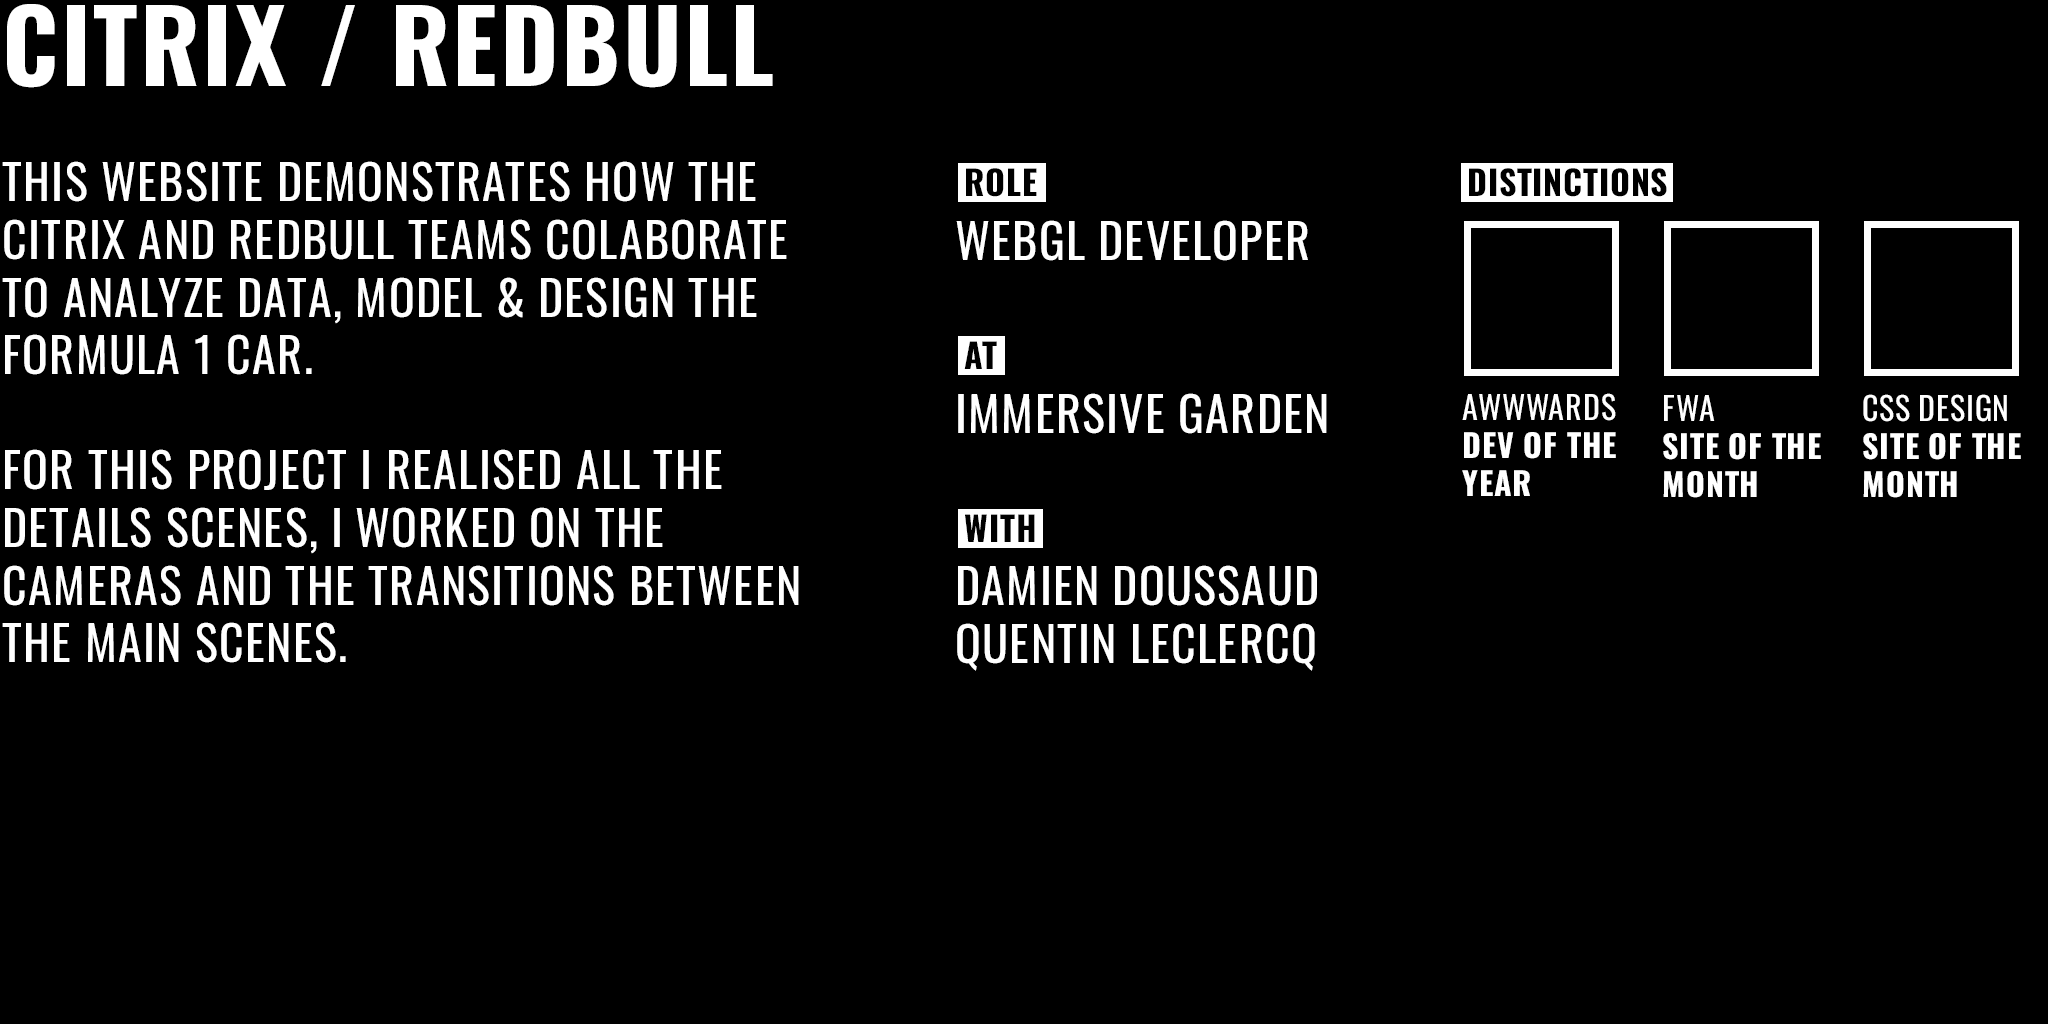 CITRIX / REDBULL
THIS WEBSITE DEMONSTRATES HOW THE
CITRIX AND REDBULL TEAMS COLABORATE
TO ANALYZE DATA, MODEL & DESIGN THE
FORMULA 1 CAR.
FOR THIS PROJECT I REALISED ALL THE
DETAILS SCENES, I WORKED ON THE
CAMERAS AND THE TRANSITIONS BETWEEN
THE MAIN SCENES.
ROLE
WEBGL DEVELOPER
AT
IMMERSIVE GARDEN
WITH
DAMIEN DOUSSAUD
QUENTIN LECLERCQ
DISTINCTIONS
AWWWARDS
DEV OF THE
YEAR
FWA
SITE OF THE
MONTH
CSS DESIGN
SITE OF THE
MONTH